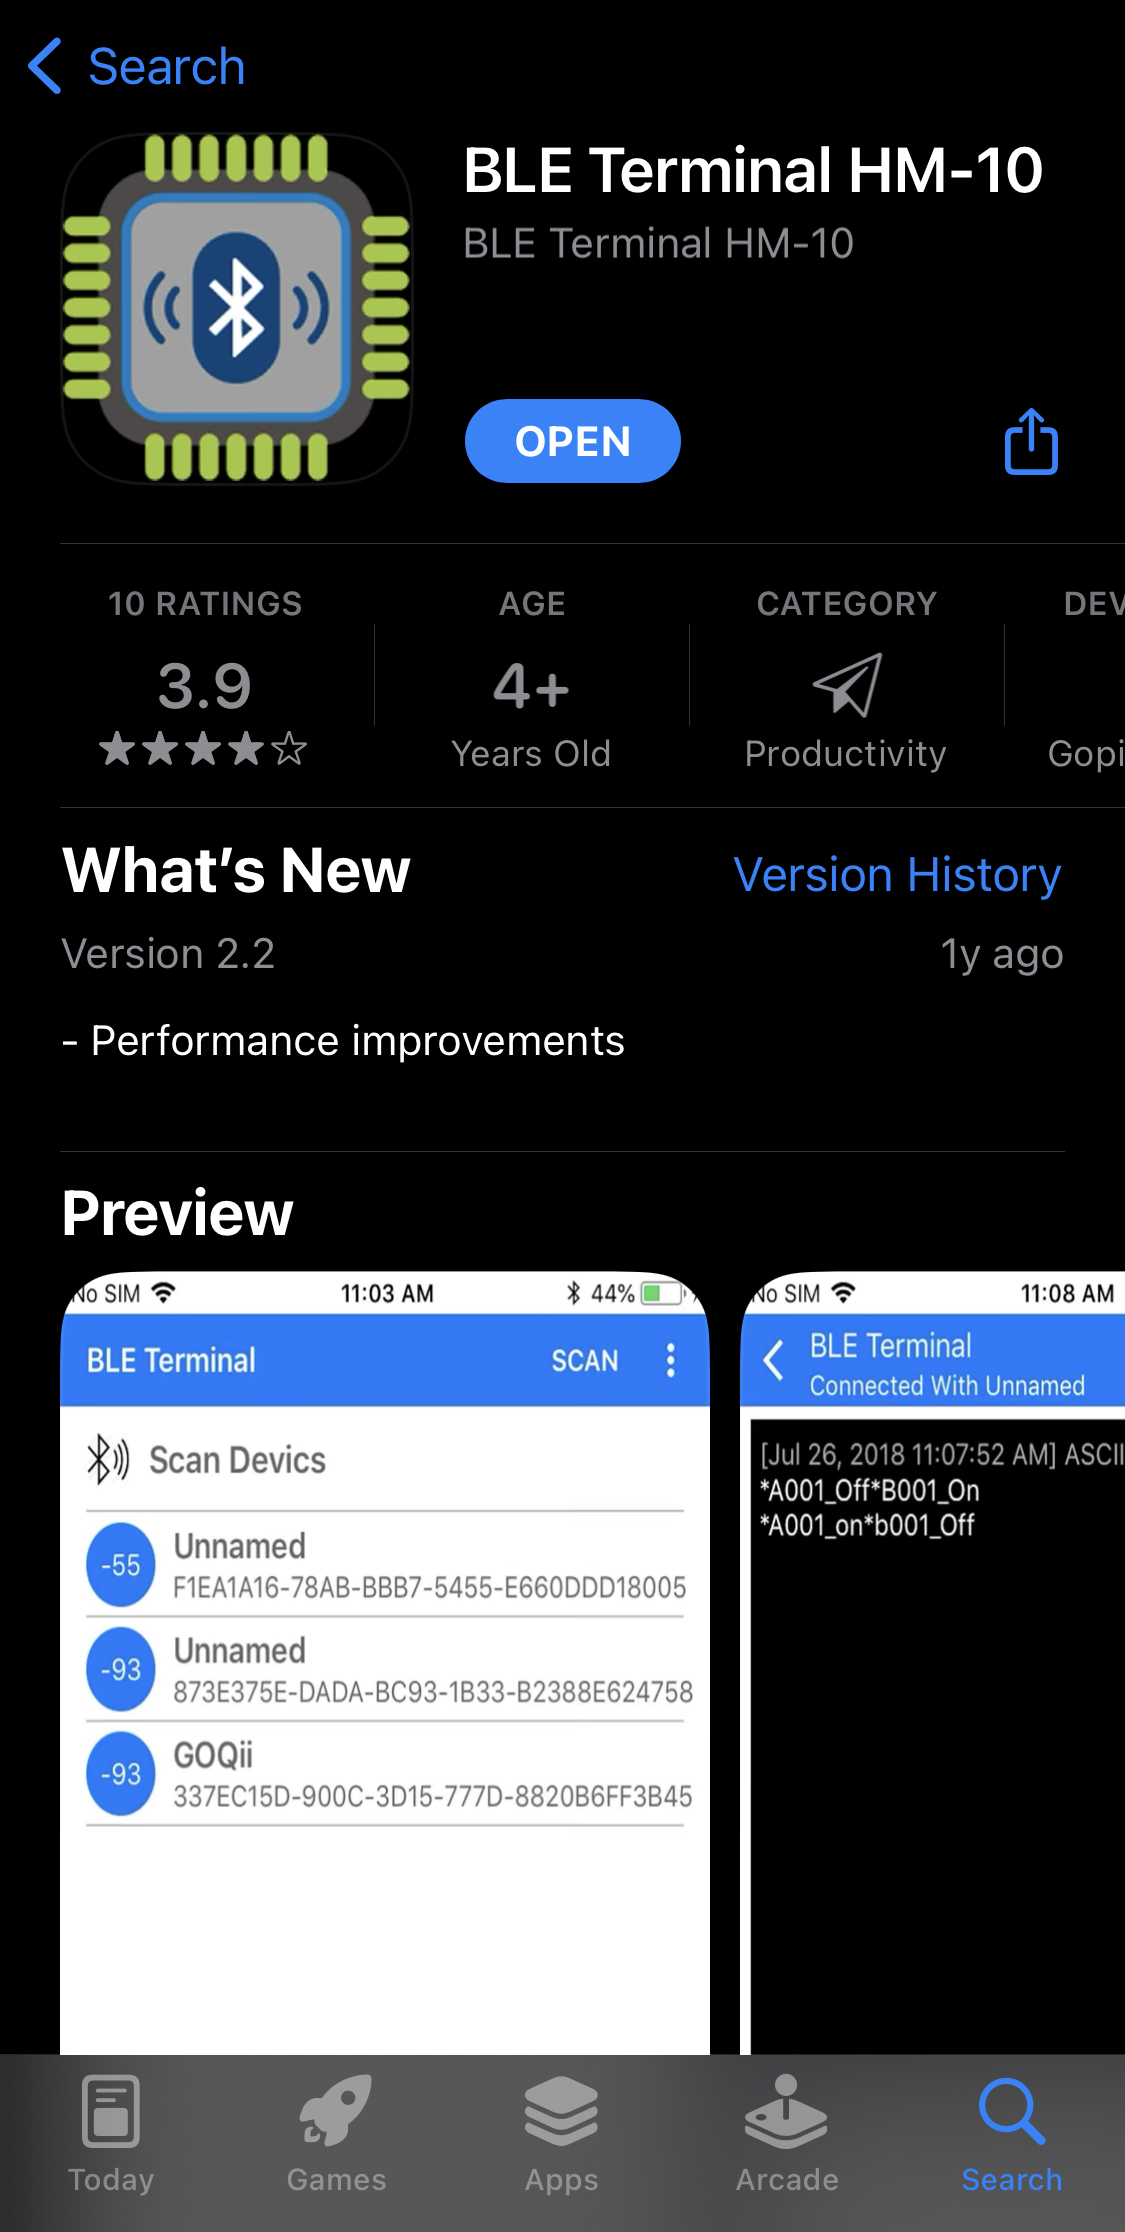 Search
BLE Terminal HM-10
BLE Terminal HM-10
OPEN
10 RATINGS
AGE
CATEGORY
DEV
3.9
4+
Years Old
Productivity
Gopi
What's New
Version History
Version 2.2
1y ago
- Performance improvements
Preview
No SIM
11:03 AM
44%
BLE Terminal
SCAN
Scan Devics
-55
Unnamed
F1EA1A16-78AB-BBB7-5455-E660DDD18005
-93
Unnamed
873E375E-DADA-BC93-1B33-B2388E624758
-93
GOQii
337EC15D-900C-3D15-777D-8820B6FF3B45
No SIM
11:08 AM
BLE Terminal
Connected With Unnamed
[Jul 26, 2018 11:07:52 AM] ASCII
*A001_Off*B001_On
*A001_on*b001_Off
Today
Games
Apps
Arcade
Search